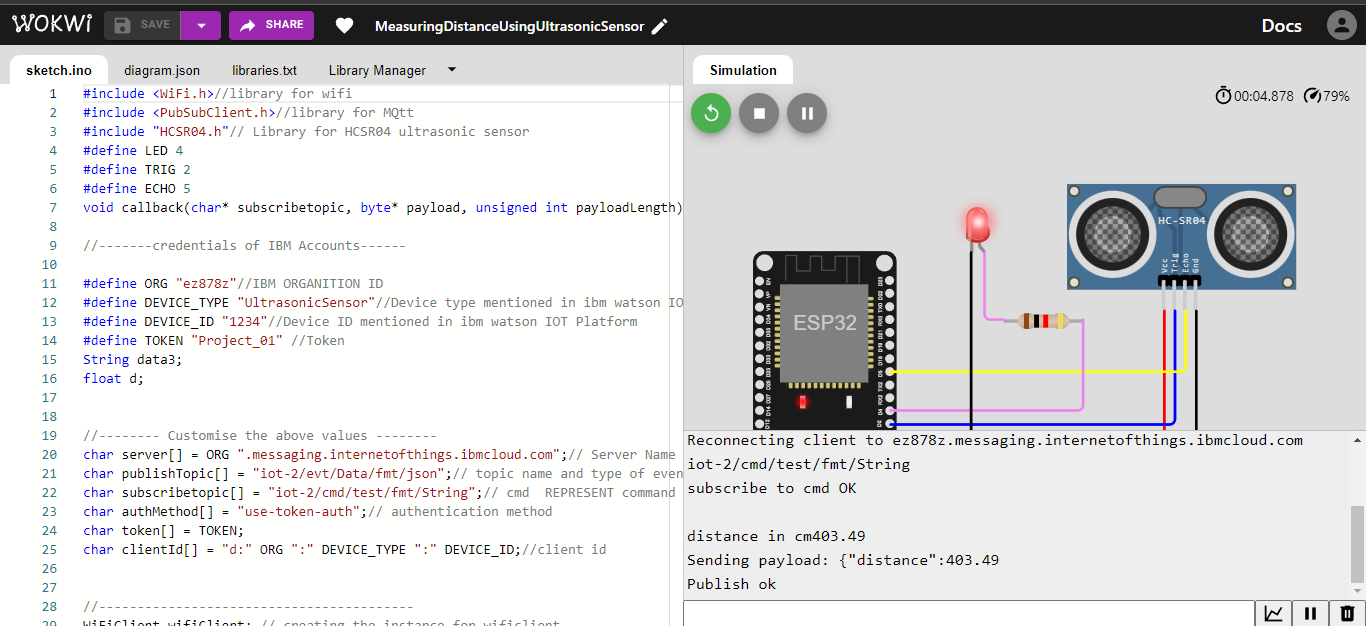 WOKWI SAVE SHARE MeasuringDistanceUsingUltrasonicSensor Docs
sketch.ino diagram.json libraries.txt Library Manager
1 #include <WiFi.h>//library for wifi
2 #include <PubSubClient.h>//library for MQtt
3 #include "HCSR04.h"// Library for HCSR04 ultrasonic sensor
4 #define LED 4
5 #define TRIG 2
6 #define ECHO 5
7 void callback(char* subscribetopic, byte* payload, unsigned int payloadLength)
8
9 //-------credentials of IBM Accounts------
10
11 #define ORG "ez878z"//IBM ORGANITION ID
12 #define DEVICE_TYPE "UltrasonicSensor"//Device type mentioned in ibm watson IO
13 #define DEVICE_ID "1234"//Device ID mentioned in ibm watson IOT Platform
14 #define TOKEN "Project_01" //Token
15 String data3;
16 float d;
17
18
19 //-------- Customise the above values --------
20 char server[] = ORG ".messaging.internetofthings.ibmcloud.com";// Server Name
21 char publishTopic[] = "iot-2/evt/Data/fmt/json";// topic name and type of even
22 char subscribetopic[] = "iot-2/cmd/test/fmt/String";// cmd  REPRESENT command
23 char authMethod[] = "use-token-auth";// authentication method
24 char token[] = TOKEN;
25 char clientId[] = "d:" ORG ":" DEVICE_TYPE ":" DEVICE_ID;//client id
26
27
28 //-----------------------------------------
29 WiFiClient wifiClient; // creating the instance for wificlient
Simulation
00:04.878 79%
HC-SR04
Vcc
Trig
Echo
Gnd
ESP32
Reconnecting client to ez878z.messaging.internetofthings.ibmcloud.com
iot-2/cmd/test/fmt/String
subscribe to cmd OK
distance in cm403.49
Sending payload: {"distance":403.49
Publish ok